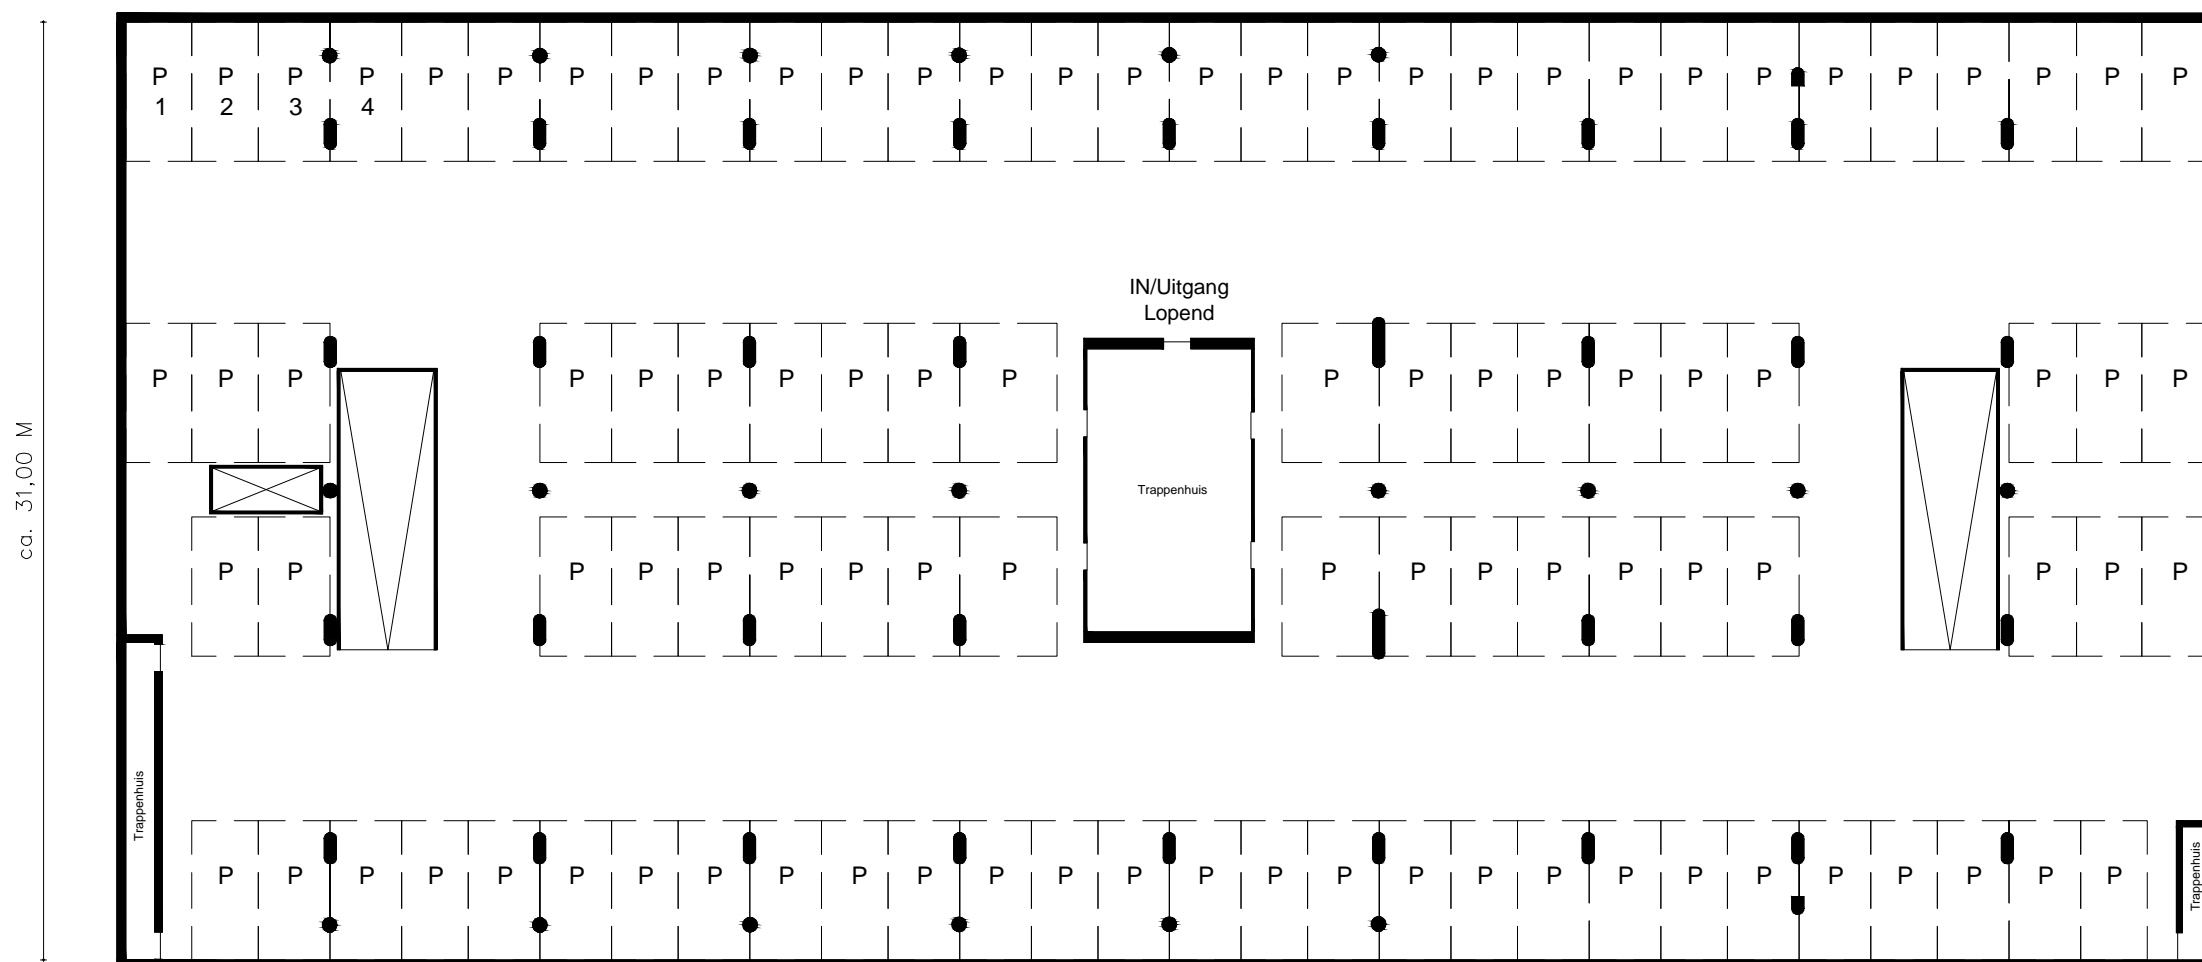 P P P P P P P P P P P P P P P P P P P P P P P P P P P P P P
1 2 3 4
IN/Uitgang
Lopend
P P P P P P P P P P P P P P P P P P P P
ca. 31,00 M
Trappenhuis
P P P P P P P P P P P P P P P P P P P
Trappenhuis
P P P P P P P P P P P P P P P P P P P P P P P P P P P P
Trappenhuis